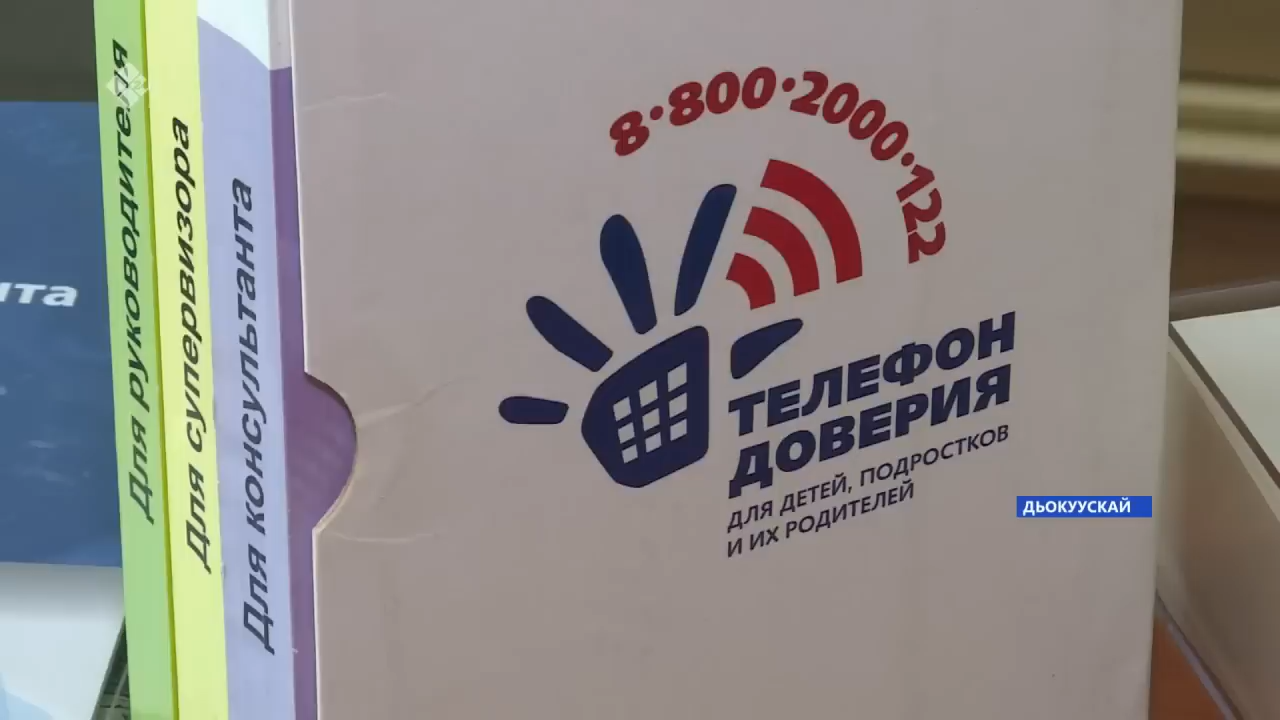 Для руководителя
Для супервизора
Для консультанта
8·800·2000·122
ТЕЛЕФОН
ДОВЕРИЯ
ДЛЯ ДЕТЕЙ, ПОДРОСТКОВ
И ИХ РОДИТЕЛЕЙ
ДЬОКУУСКАЙ